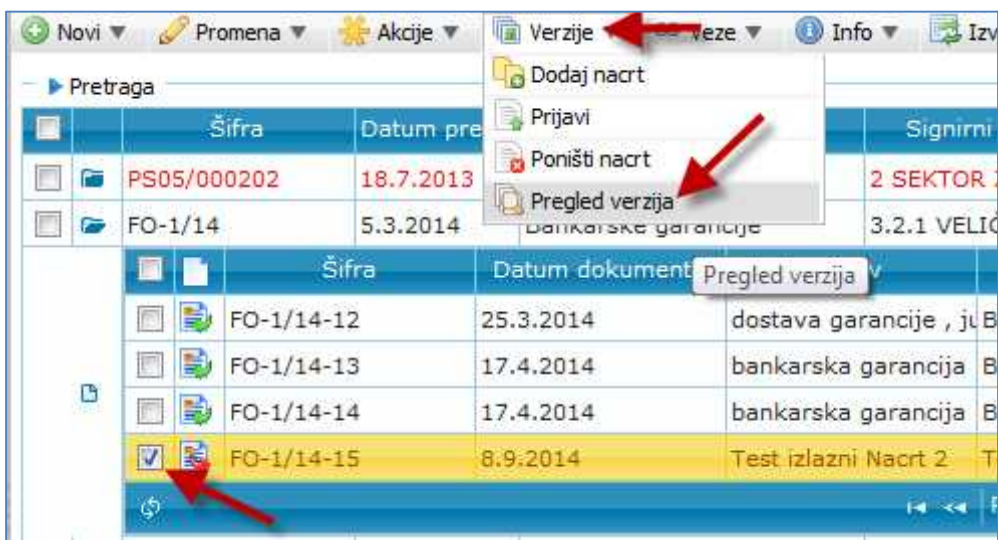 Novi Promena Akcije Verzije Veze Info Izv
Pretraga
Dodaj nacrt
Prijavi
Poništi nacrt
Pregled verzija
Šifra Datum pre Signirni
PS05/000202 18.7.2013 2 SEKTOR
FO-1/14 5.3.2014 Bankarske garancije 3.2.1 VELIC
Šifra Datum dokument Pregled verzija v
FO-1/14-12 25.3.2014 dostava garancije , ju B
FO-1/14-13 17.4.2014 bankarska garancija B
FO-1/14-14 17.4.2014 bankarska garancija B
FO-1/14-15 8.9.2014 Test izlazni Nacrt 2 T